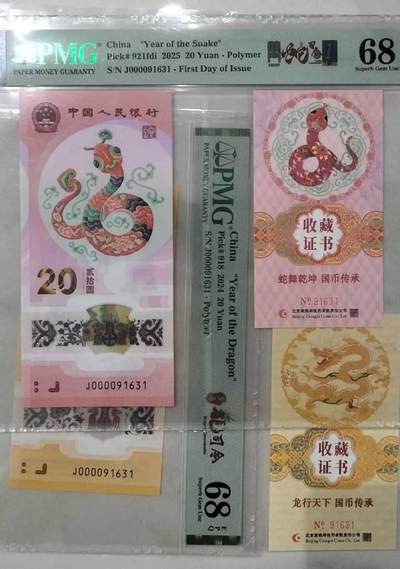 PMG
PAPER MONEY GUARANTY
China "Year of the Snake"
Pick# 921fdi 2025 20 Yuan - Polymer
S/N J000091631 - First Day of Issue
68
Superb Gem Unc
中国人民银行
20
贰拾圆
J000091631
J000091631
PMG
PAPER MONEY GUARANTY
China "Year of the Dragon"
Pick# 918 2024 20 Yuan
S/N J000091631 - Polymer
68
EPQ
Superb Gem Unc
收藏
证书
蛇舞乾坤 国币传承
№91631
收藏
证书
龙行天下 国币传承
№ 91631